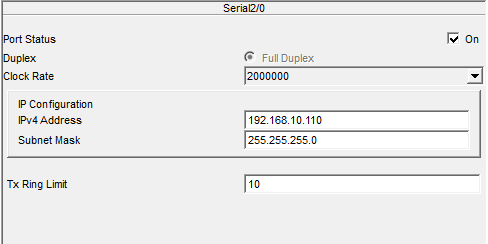 Serial2/0
Port Status On
Duplex Full Duplex
Clock Rate 2000000
IP Configuration
IPv4 Address 192.168.10.110
Subnet Mask 255.255.255.0
Tx Ring Limit 10